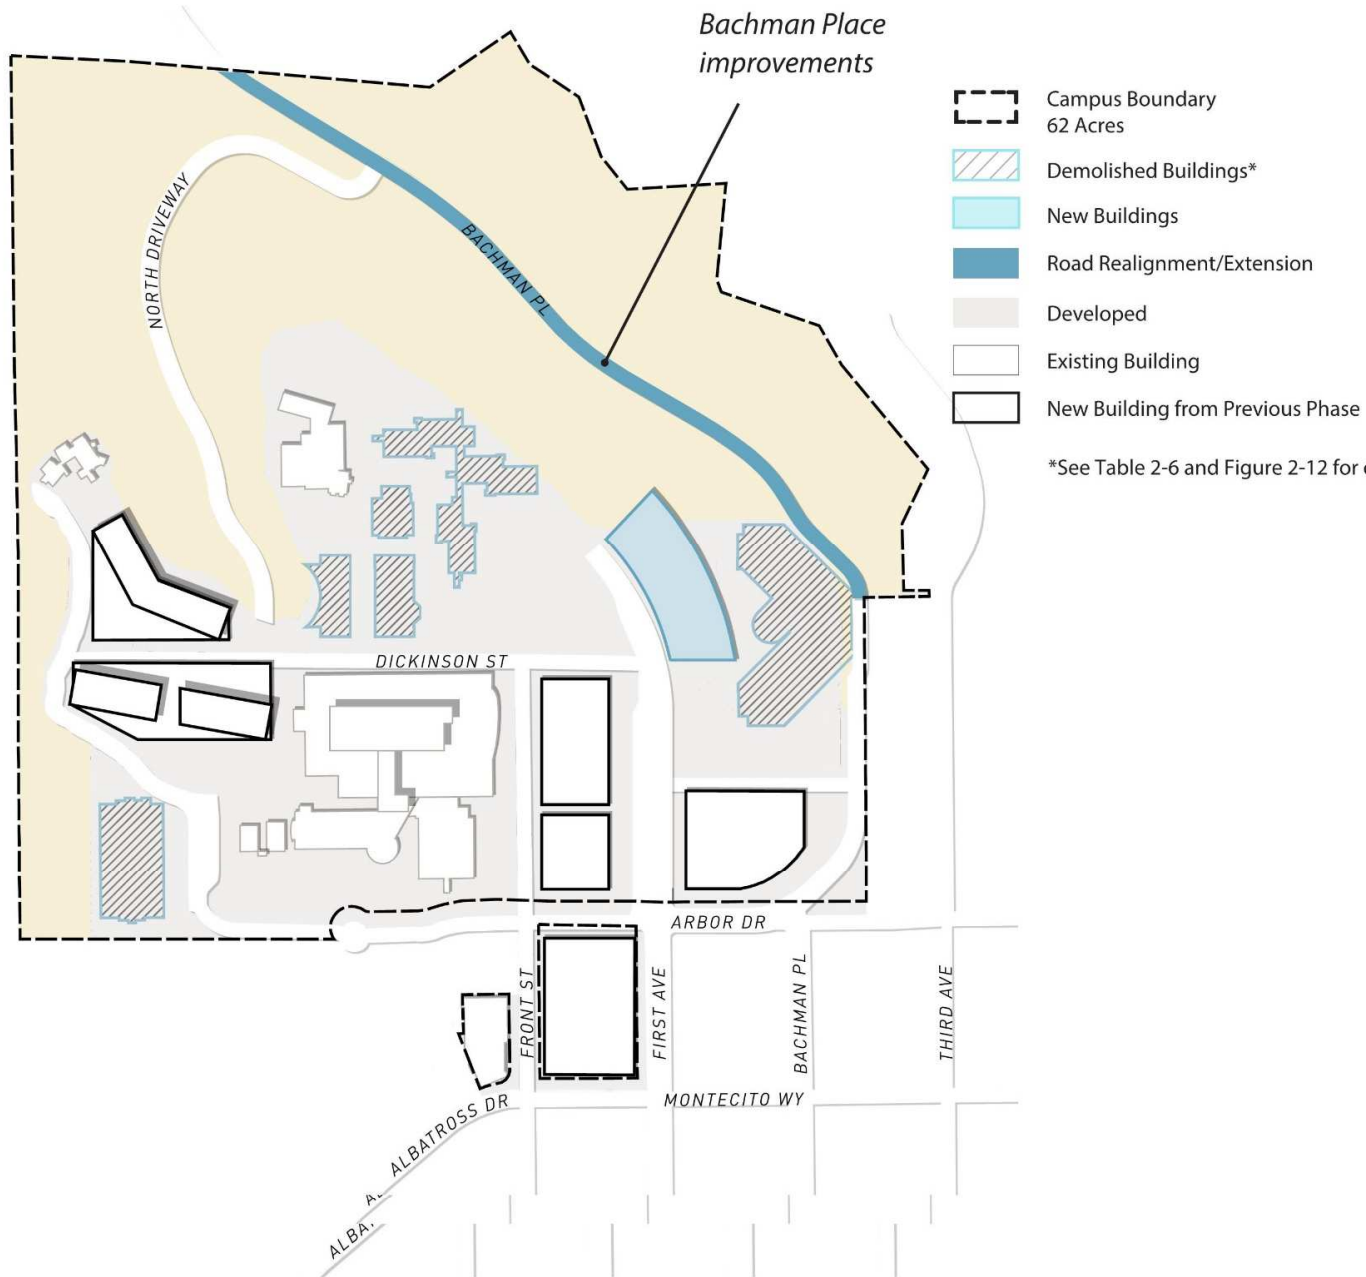 Bachman Place
improvements
Campus Boundary
62 Acres
Demolished Buildings*
New Buildings
Road Realignment/Extension
Developed
Existing Building
New Building from Previous Phase
*See Table 2-6 and Figure 2-12 for
NORTH DRIVEWAY
BACHMAN PL
DICKINSON ST
ARBOR DR
FRONT ST
FIRST AVE
BACHMAN PL
THIRD AVE
MONTECITO WY
ALBATROSS DR